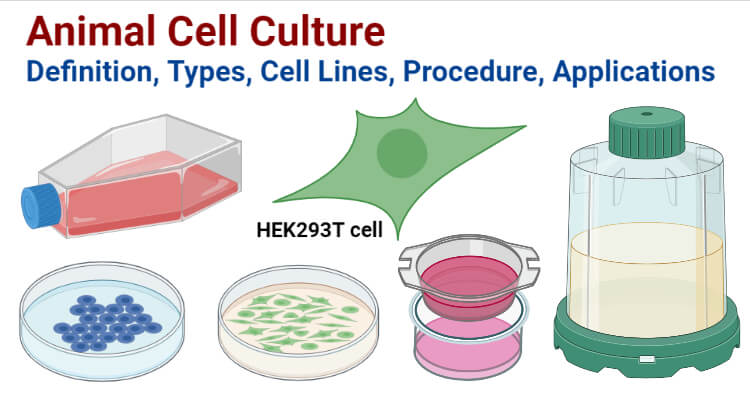 Animal Cell Culture
Definition, Types, Cell Lines, Procedure, Applications
HEK293T cell